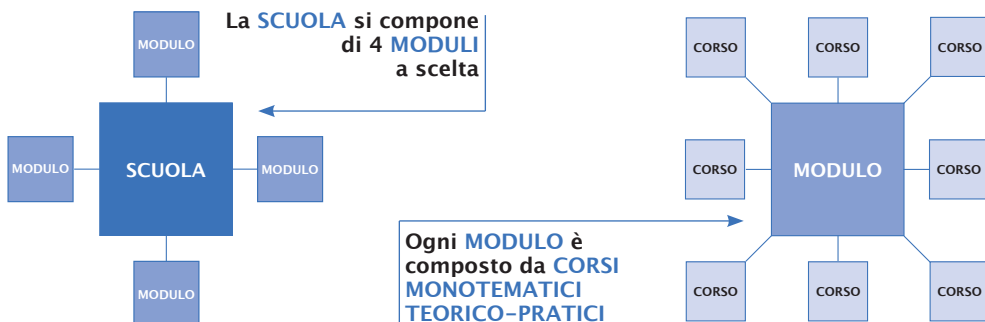 La SCUOLA si compone
di 4 MODULI
a scelta
MODULO
MODULO
SCUOLA
MODULO
MODULO
Ogni MODULO è
composto da CORSI
MONOTEMATICI
TEORICO-PRATICI
CORSO
CORSO
CORSO
CORSO
MODULO
CORSO
CORSO
CORSO
CORSO